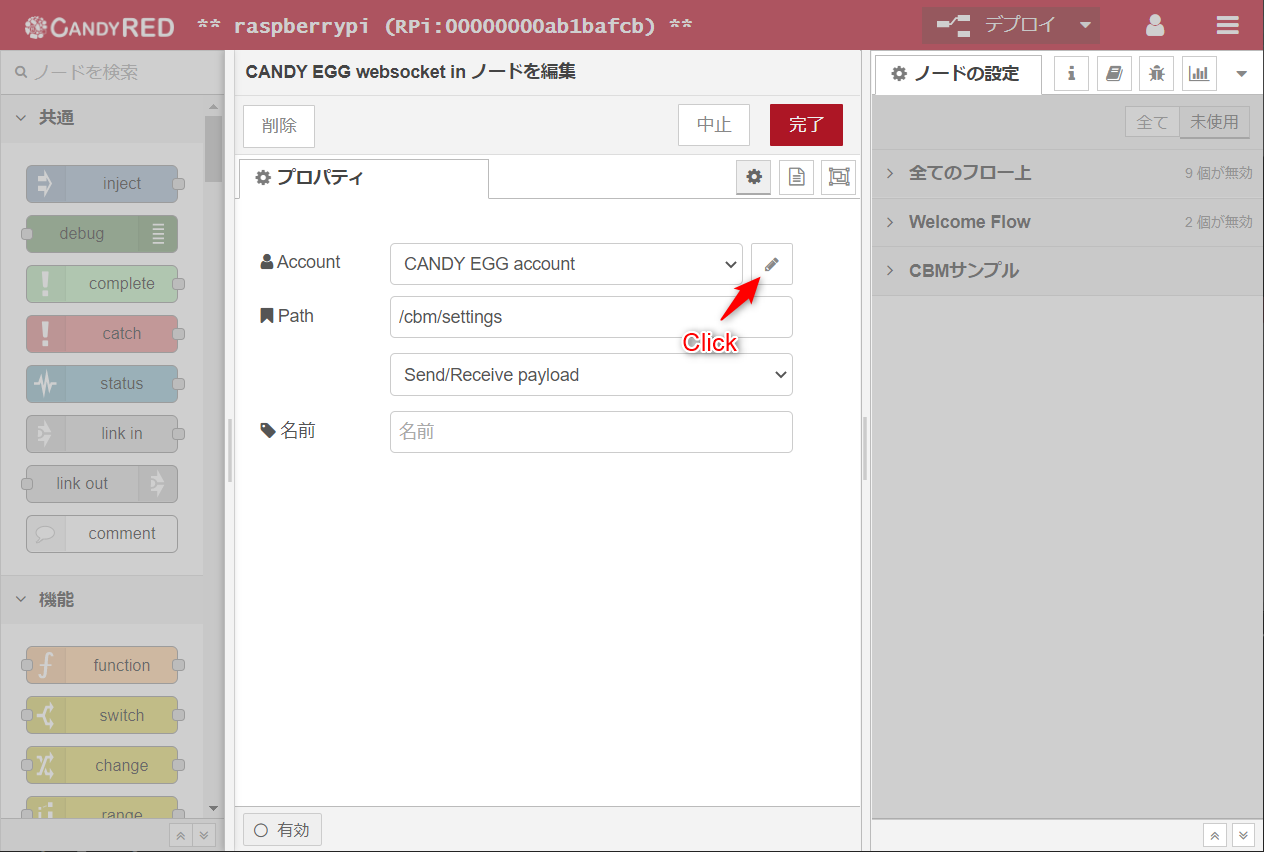 CANDYRED ** raspberrypi (RPi:00000000ab1bafcb) ** デプロイ
ノードを検索
共通
inject
debug
complete
catch
status
link in
link out
comment
機能
function
switch
change
range
CANDY EGG websocket in ノードを編集
削除 中止 完了
プロパティ
Account CANDY EGG account
Click
Path /cbm/settings
Send/Receive payload
名前 名前
有効
ノードの設定
全て 未使用
全てのフロー上 9 個が無効
Welcome Flow 2 個が無効
CBMサンプル